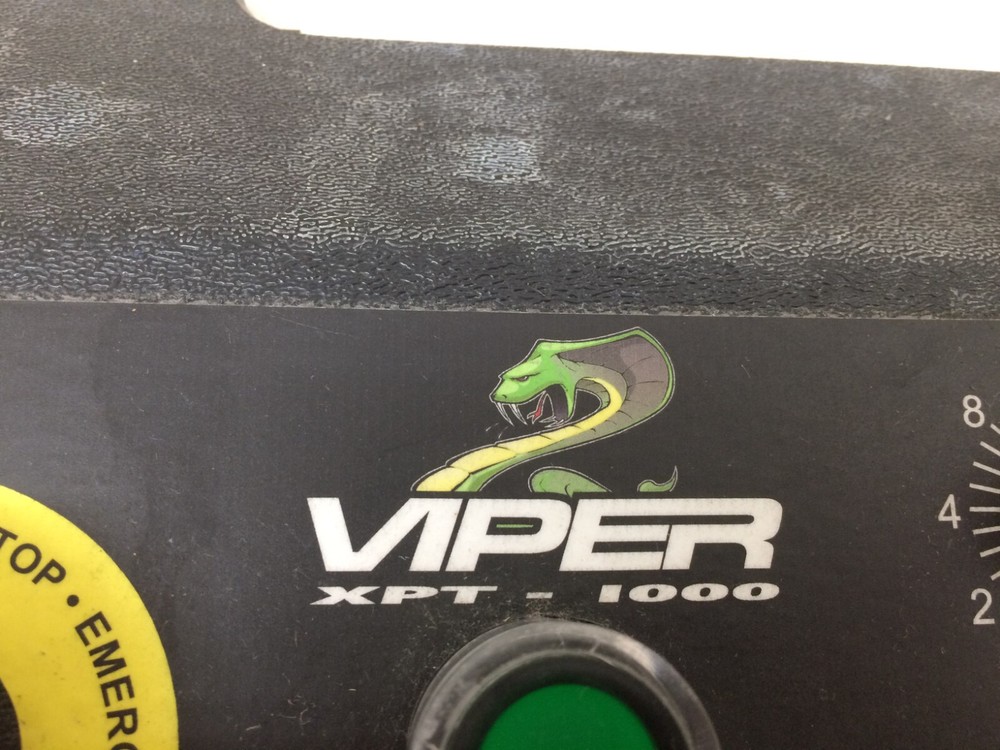 8
4
2
VIPER
XPT - 1000
TOP • EMERG